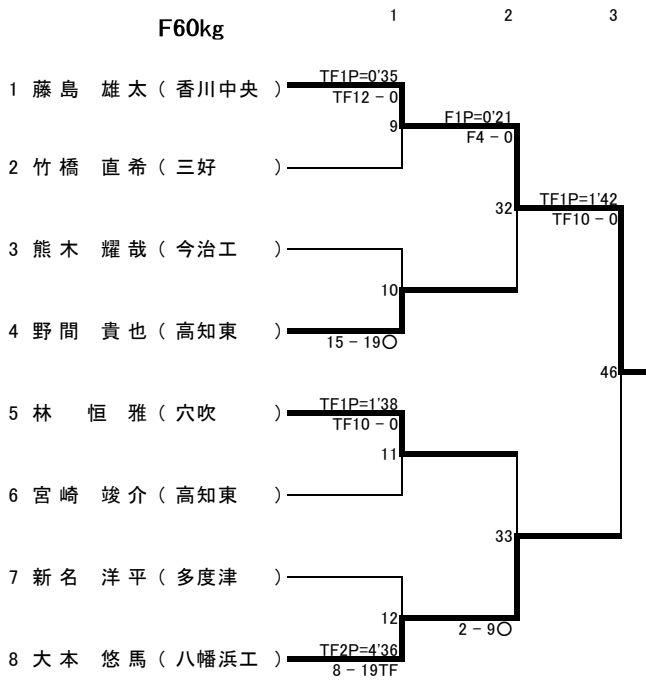 F60kg
1 2 3
1 藤島 雄太 ( 香川中央 ) TF1P=0'35
TF12 - 0
9
F1P=0'21
F4 - 0
2 竹橋 直希 ( 三好 )
32
TF1P=1'42
TF10 - 0
3 熊木 耀哉 ( 今治工 )
10
4 野間 貴也 ( 高知東 )
15 - 19○
46
5 林 恒雅 ( 穴吹 ) TF1P=1'38
TF10 - 0
11
6 宮崎 竣介 ( 高知東 )
33
7 新名 洋平 ( 多度津 )
12
2 - 9○
8 大本 悠馬 ( 八幡浜工 ) TF2P=4'36
8 - 19TF